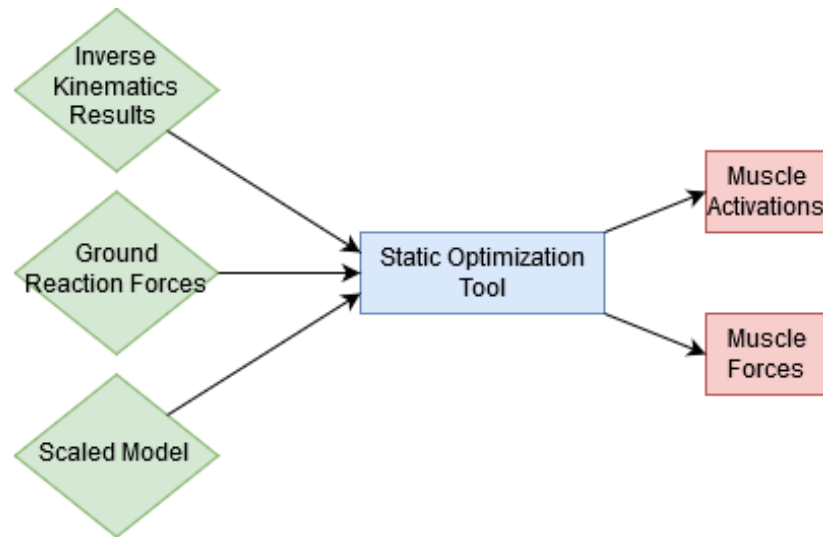 Inverse
Kinematics
Results
Ground
Reaction Forces
Scaled Model
Static Optimization
Tool
Muscle
Activations
Muscle
Forces